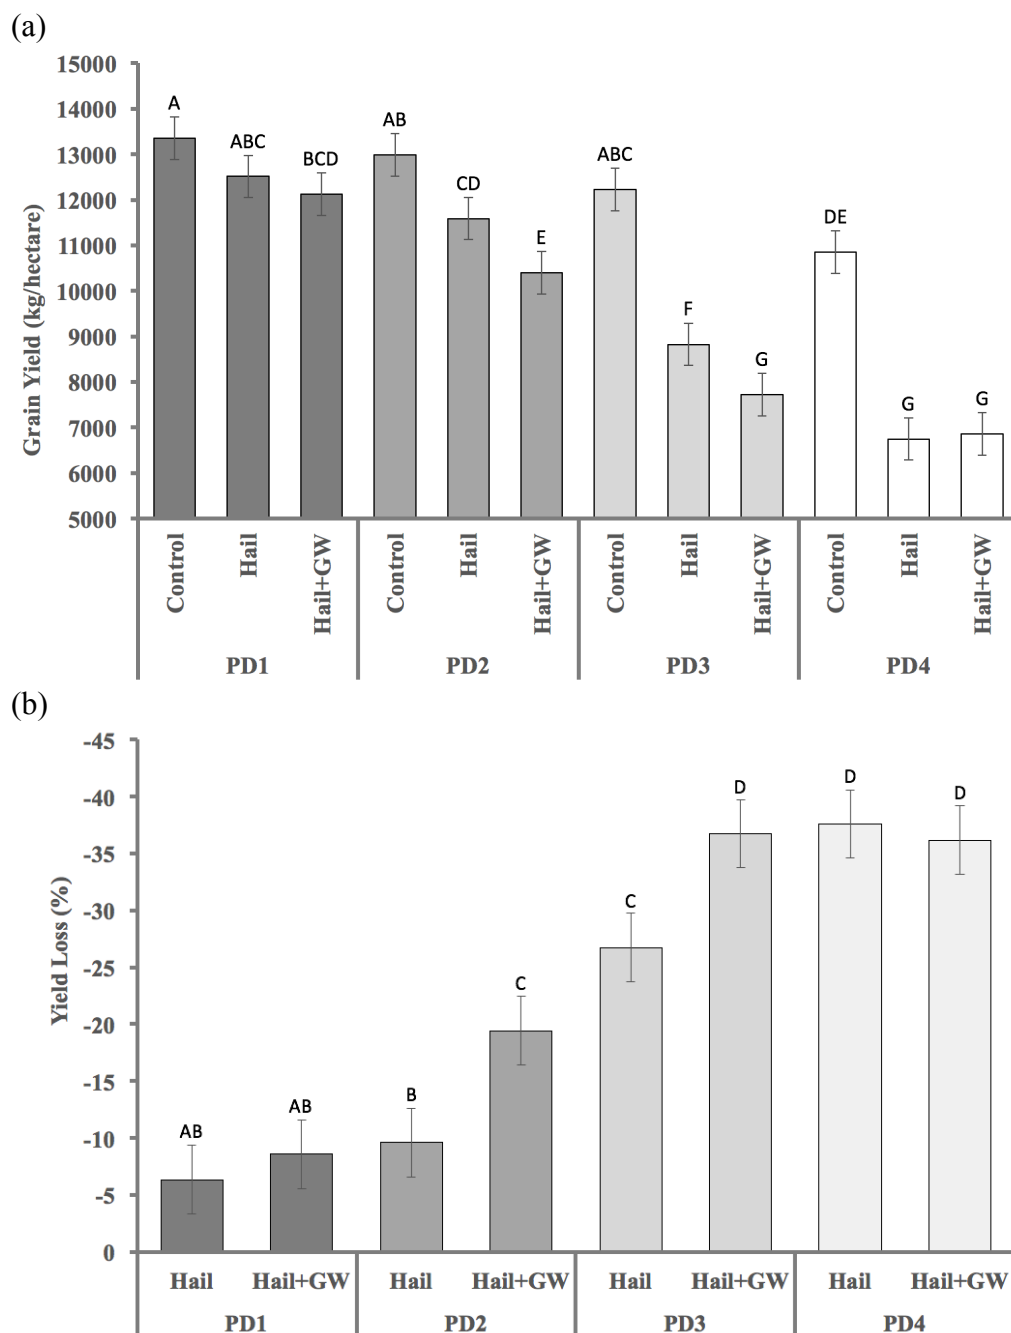 (a)
Grain Yield (kg/hectare)
15000
14000
13000
12000
11000
10000
9000
8000
7000
6000
5000
A
ABC
BCD
AB
CD
E
ABC
F
G
DE
G
G
Control
Hail
Hail+GW
Control
Hail
Hail+GW
Control
Hail
Hail+GW
Control
Hail
Hail+GW
PD1 PD2 PD3 PD4
(b)
Yield Loss (%)
-45
-40
-35
-30
-25
-20
-15
-10
-5
0
AB
AB
B
C
C
D
D
D
Hail Hail+GW Hail Hail+GW Hail Hail+GW Hail Hail+GW
PD1 PD2 PD3 PD4